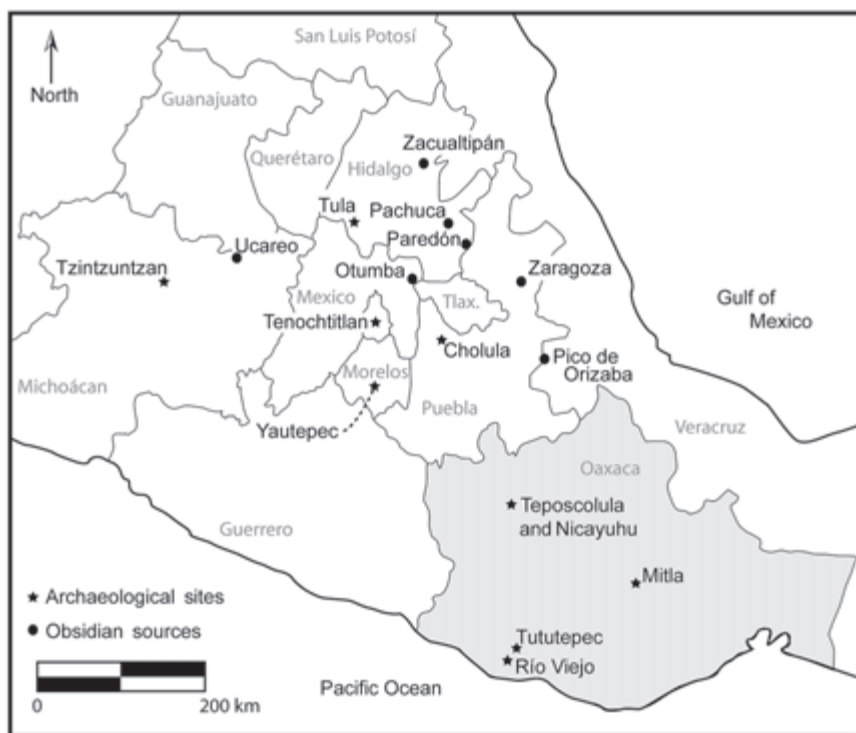 San Luis Potosí
North
Guanajuato
Querétaro
Zacualtipán
Hidalgo
Tula
Pachuca
Paredón
Ucareo
Tzintzuntzan
Otumba
Zaragoza
Mexico
Tlax.
Gulf of
Mexico
Tenochtitlan
Cholula
Pico de
Orizaba
Michoácan
Morelos
Puebla
Yautepec
Veracruz
Oaxaca
Teposcolula
and Nicayuhu
Guerrero
Mitla
Archaeological sites
Obsidian sources
Tututepec
Río Viejo
Pacific Ocean
0 200 km